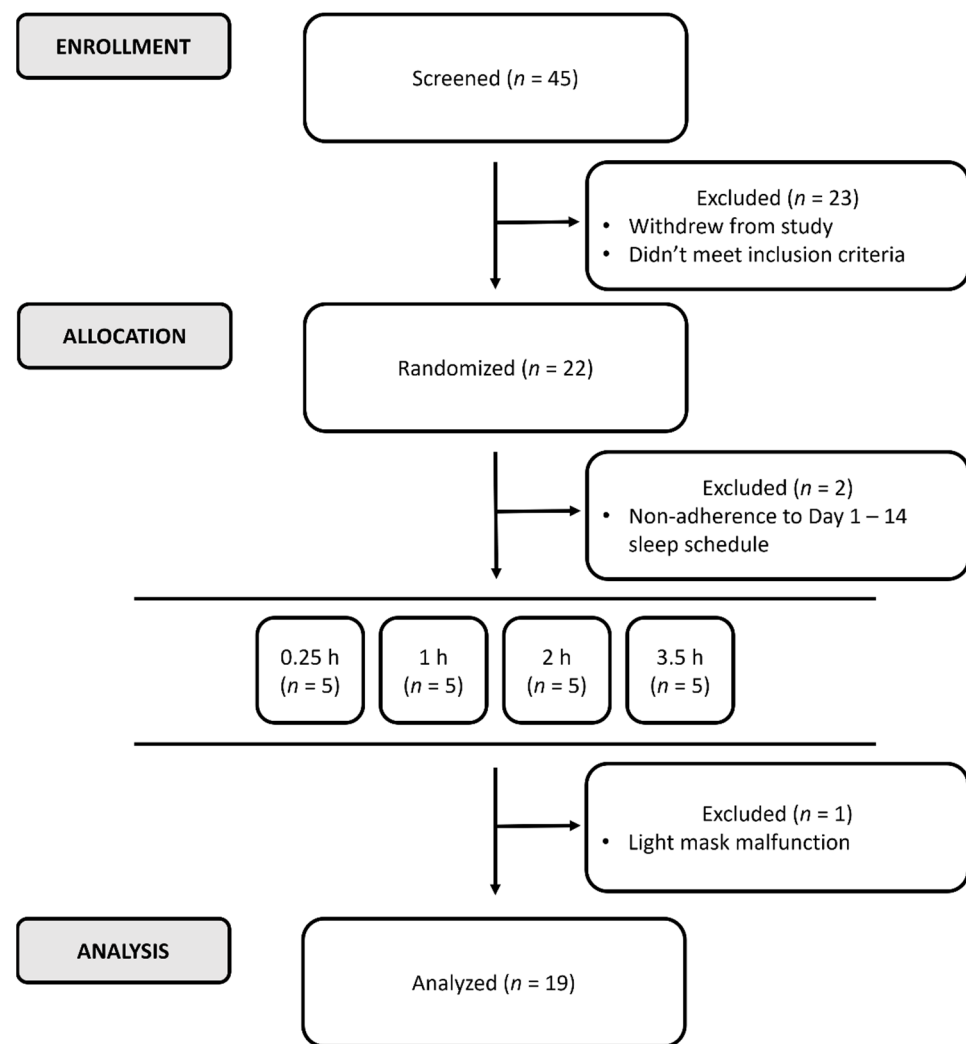 ENROLLMENT
Screened (n = 45)
Excluded (n = 23)
• Withdrew from study
• Didn't meet inclusion criteria
ALLOCATION
Randomized (n = 22)
Excluded (n = 2)
• Non-adherence to Day 1 – 14
sleep schedule
0.25 h
(n = 5)
1 h
(n = 5)
2 h
(n = 5)
3.5 h
(n = 5)
Excluded (n = 1)
• Light mask malfunction
ANALYSIS
Analyzed (n = 19)